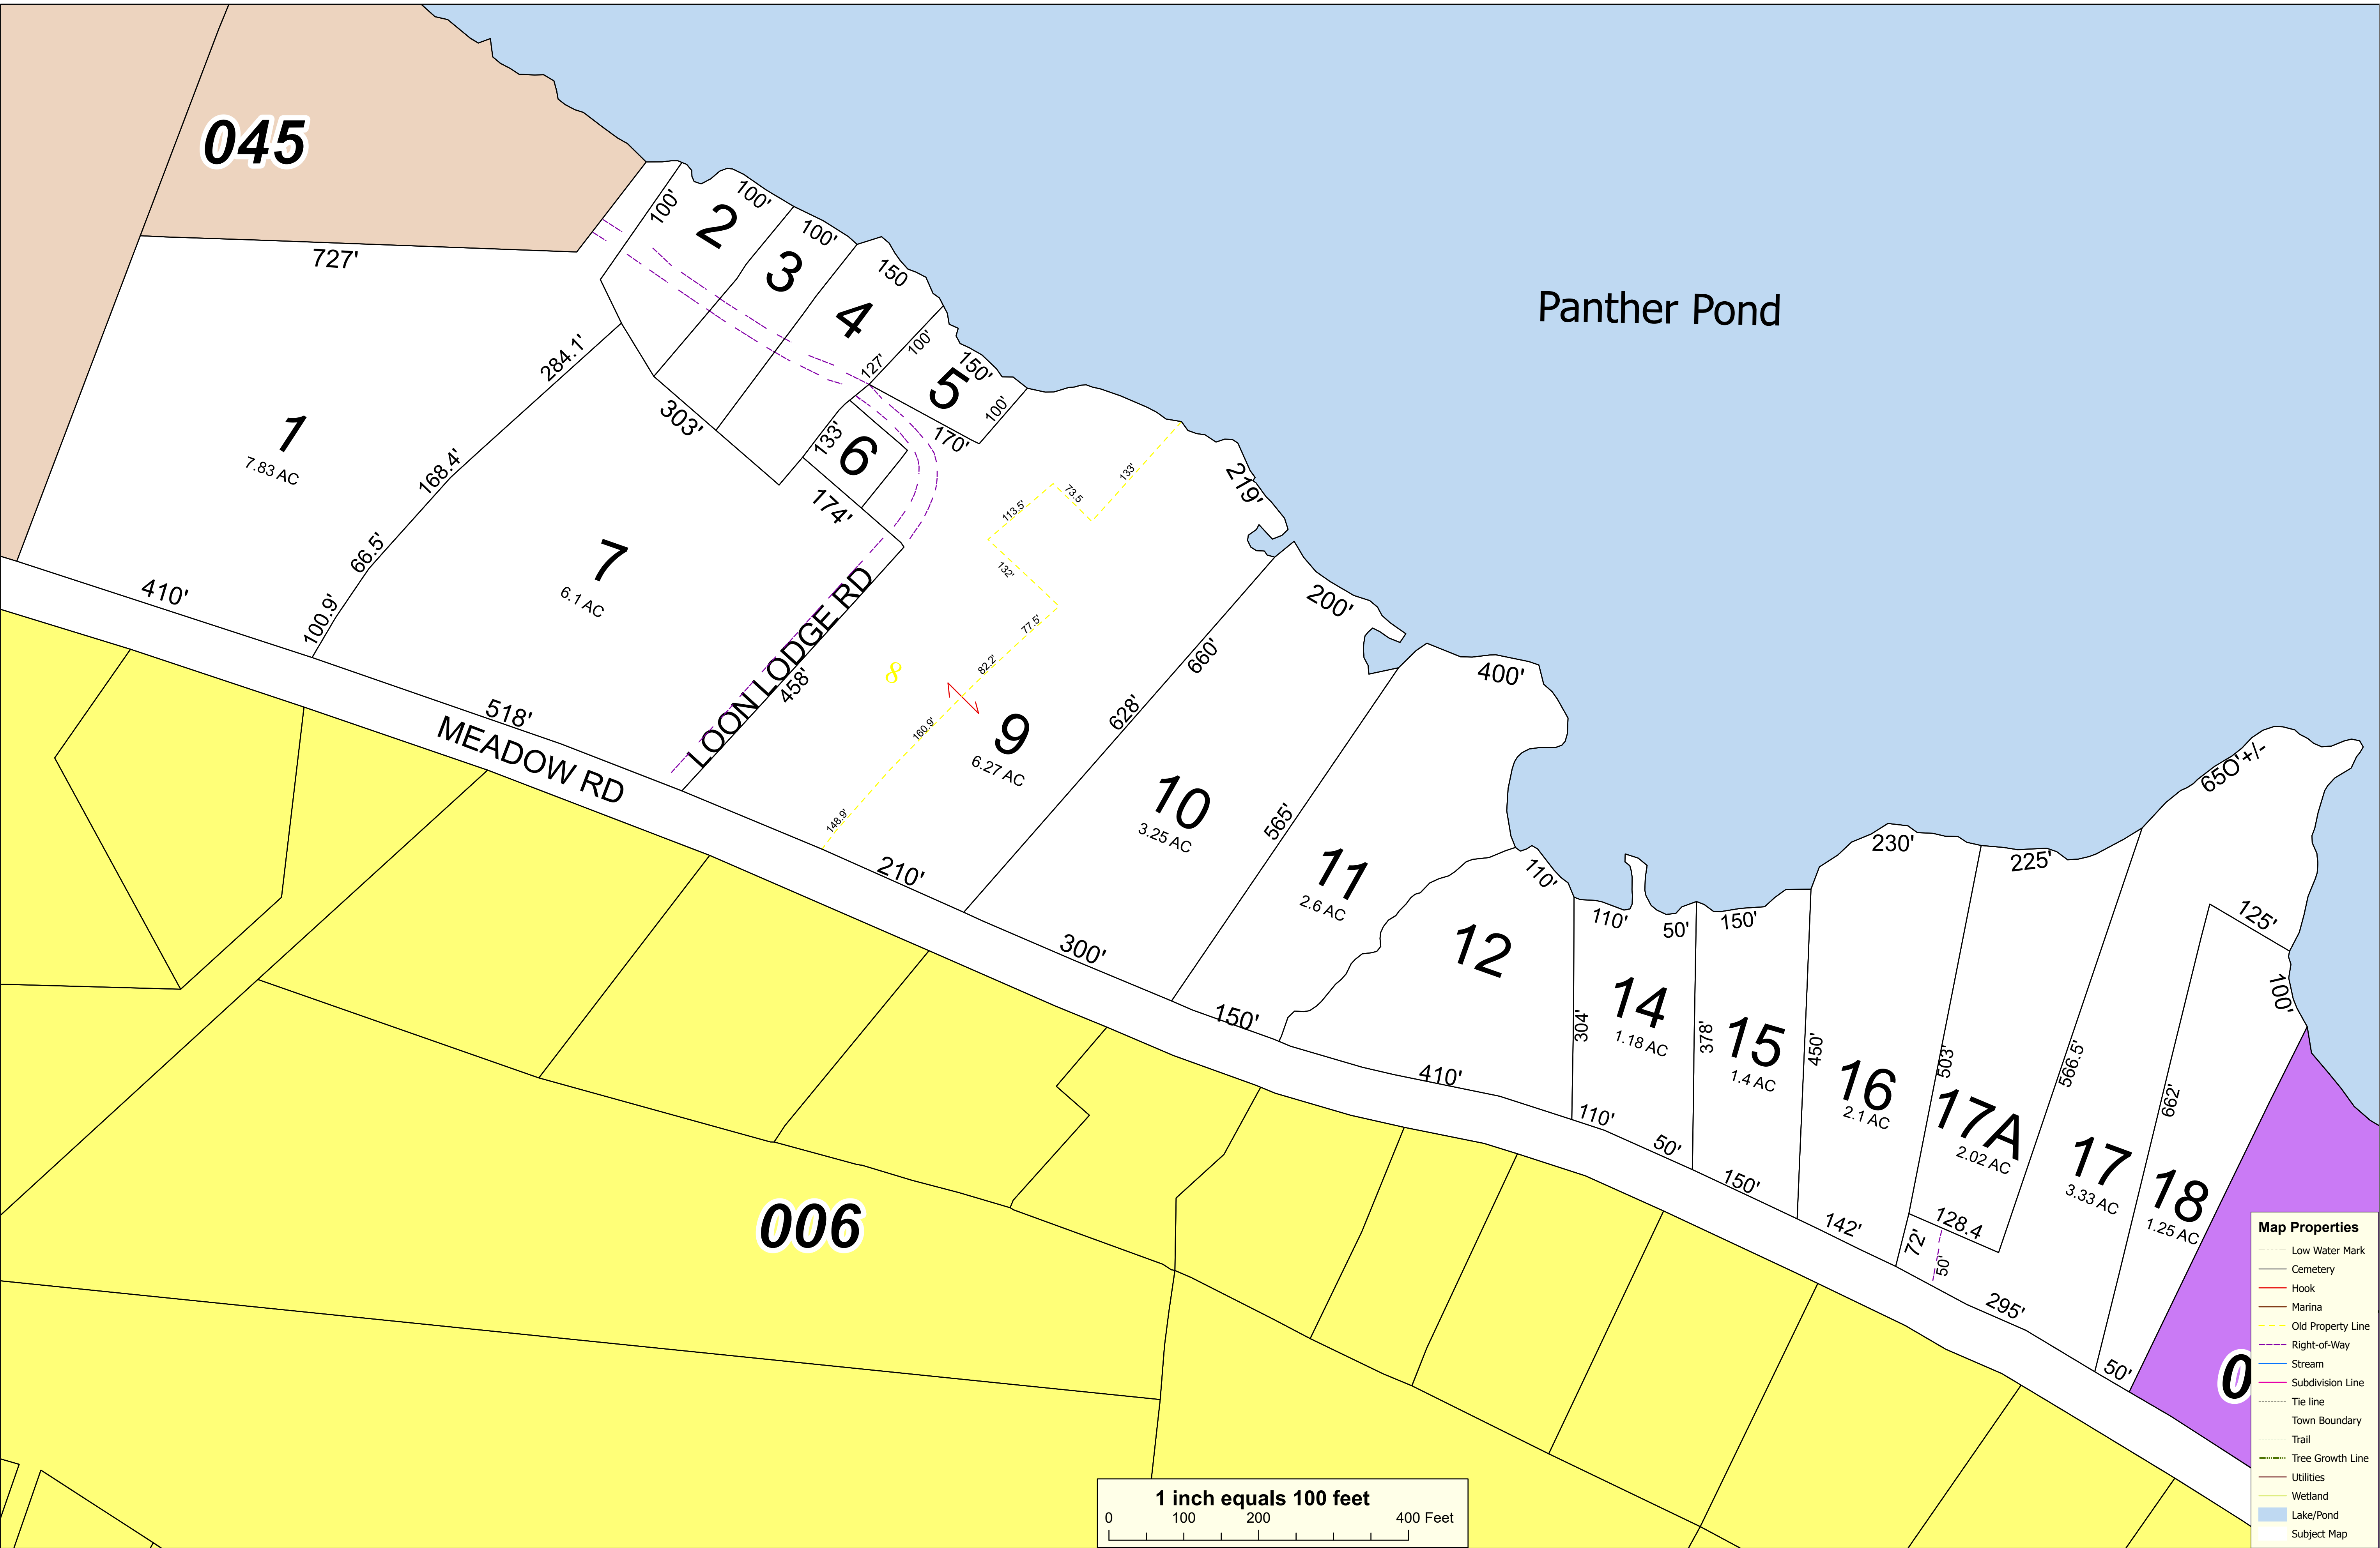 045
727'
100'
100'
2
100'
3
150
4
127'
100'
150'
5
100'
170'
303'
133'
6
174'
284.1'
168.4'
66.5'
100.9'
1
7.83 AC
410'
7
6.1 AC
518'
MEADOW RD
LOON LODGE RD
458'
Panther Pond
133'
73.5
113.5'
132'
77.5'
82.2'
160.9'
148.9'
8
9
6.27 AC
219'
210'
628'
660'
200'
10
3.25 AC
300'
565'
400'
11
2.6 AC
150'
110'
12
410'
304'
110'
50'
14
1.18 AC
110'
50'
378'
150'
15
1.4 AC
150'
450'
230'
16
2.1 AC
142'
503'
225'
17A
2.02 AC
128.4
72'
50'
566.5'
65O'+/-
17
3.33 AC
295'
662'
125'
100'
18
1.25 AC
50'
006
0
1 inch equals 100 feet
0 100 200 400 Feet
Map Properties
Low Water Mark
Cemetery
Hook
Marina
Old Property Line
Right-of-Way
Stream
Subdivision Line
Tie line
Town Boundary
Trail
Tree Growth Line
Utilities
Wetland
Lake/Pond
Subject Map